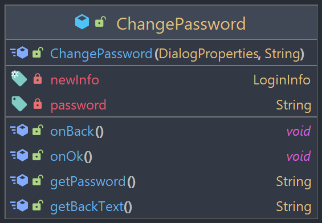 ChangePassword
ChangePassword(DialogProperties, String)
newInfo LoginInfo
password String
onBack() void
onOk() void
getPassword() String
getBackText() String